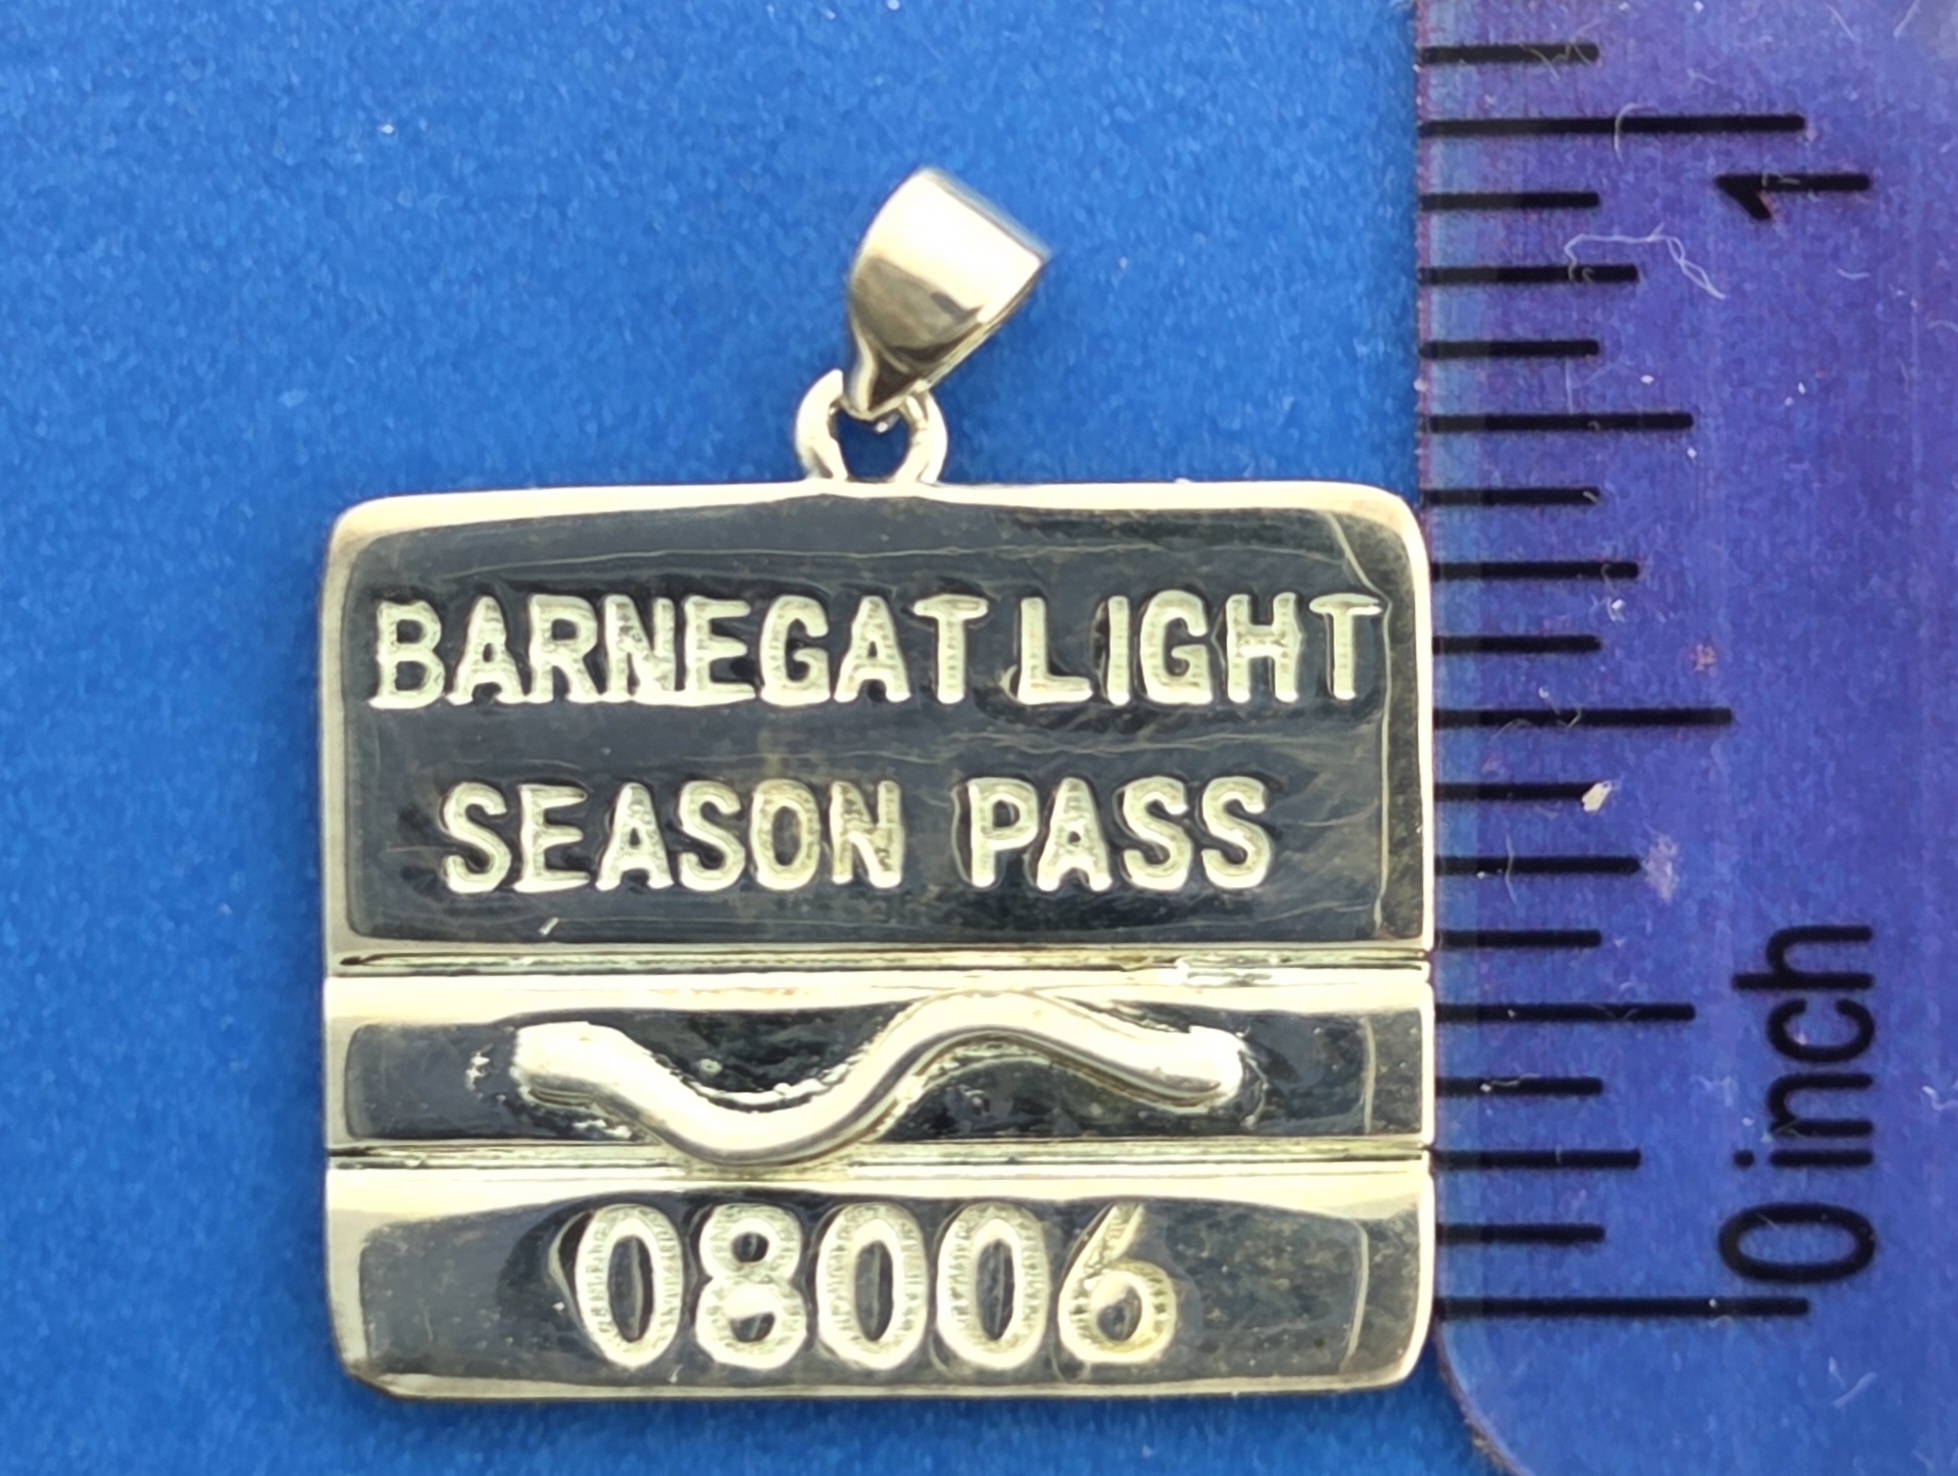 BARNEGAT LIGHT
SEASON PASS
08006
1
0 inch